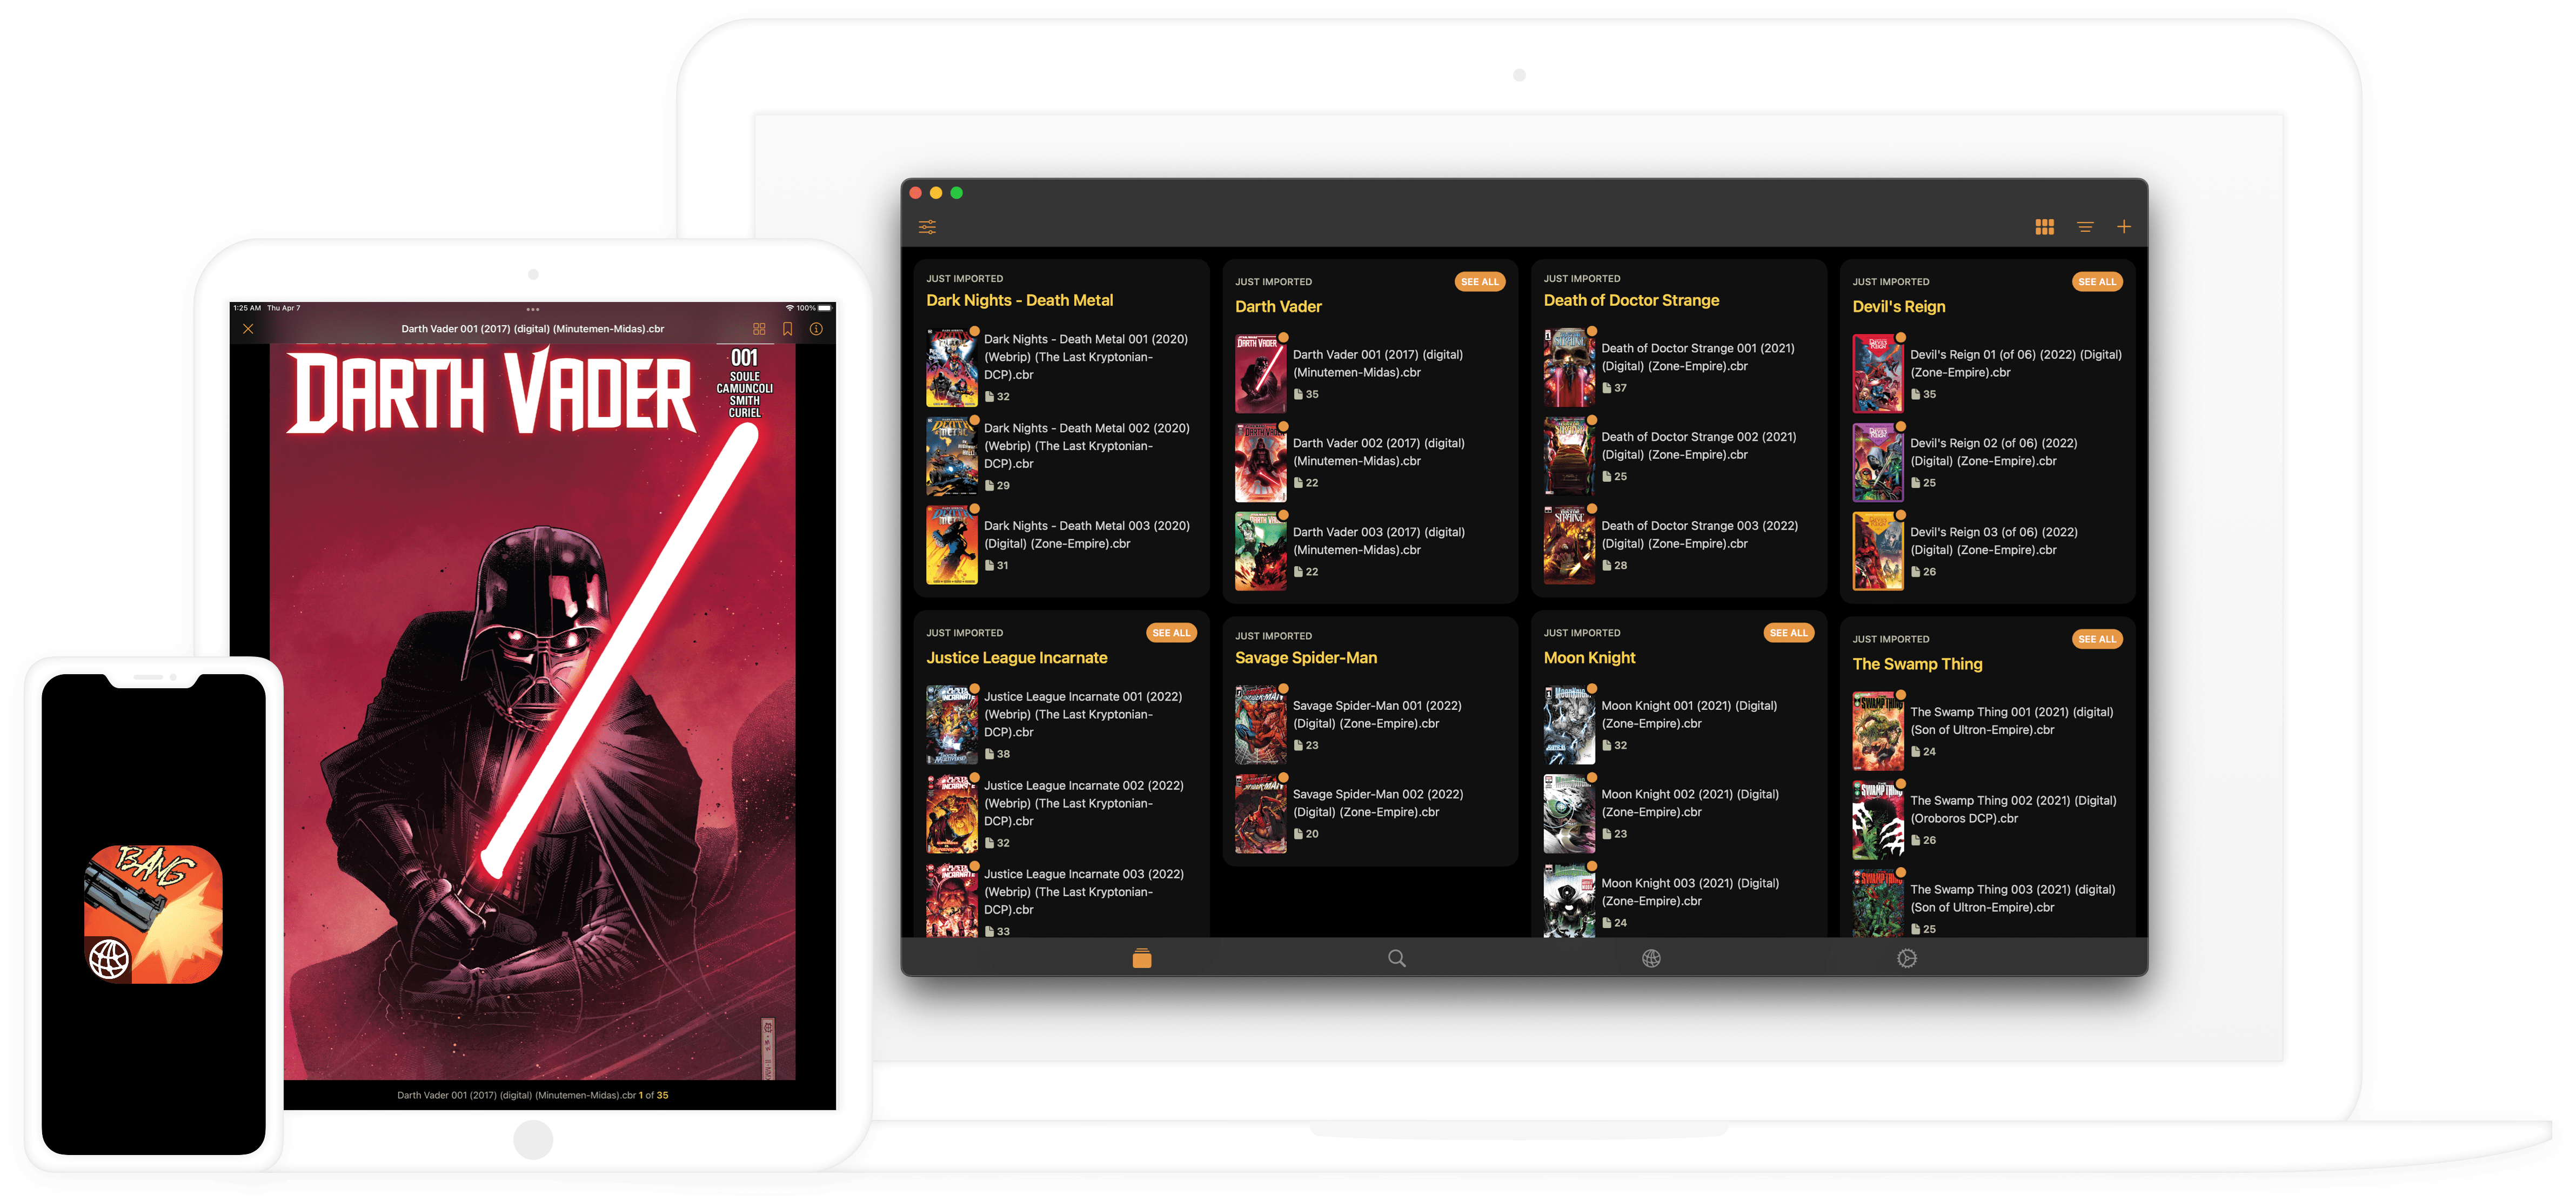 1:25 AM Thu Apr 7
100%
Darth Vader 001 (2017) (digital) (Minutemen-Midas).cbr
DARTH VADER
001
SOULE
CAMUNCOLI
SMITH
CURIEL
Darth Vader 001 (2017) (digital) (Minutemen-Midas).cbr 1 of 35
BANG
JUST IMPORTED
Dark Nights - Death Metal
Dark Nights - Death Metal 001 (2020)
(Webrip) (The Last Kryptonian-
DCP).cbr
32
Dark Nights - Death Metal 002 (2020)
(Webrip) (The Last Kryptonian-
DCP).cbr
29
Dark Nights - Death Metal 003 (2020)
(Digital) (Zone-Empire).cbr
31
JUST IMPORTED
SEE ALL
Darth Vader
Darth Vader 001 (2017) (digital)
(Minutemen-Midas).cbr
35
Darth Vader 002 (2017) (digital)
(Minutemen-Midas).cbr
22
Darth Vader 003 (2017) (digital)
(Minutemen-Midas).cbr
22
JUST IMPORTED
Death of Doctor Strange
Death of Doctor Strange 001 (2021)
(Digital) (Zone-Empire).cbr
37
Death of Doctor Strange 002 (2021)
(Digital) (Zone-Empire).cbr
25
Death of Doctor Strange 003 (2022)
(Digital) (Zone-Empire).cbr
28
JUST IMPORTED
SEE ALL
Devil's Reign
Devil's Reign 01 (of 06) (2022) (Digital)
(Zone-Empire).cbr
35
Devil's Reign 02 (of 06) (2022)
(Digital) (Zone-Empire).cbr
25
Devil's Reign 03 (of 06) (2022)
(Digital) (Zone-Empire).cbr
26
JUST IMPORTED
SEE ALL
Justice League Incarnate
Justice League Incarnate 001 (2022)
(Webrip) (The Last Kryptonian-
DCP).cbr
38
Justice League Incarnate 002 (2022)
(Webrip) (The Last Kryptonian-
DCP).cbr
32
Justice League Incarnate 003 (2022)
(Webrip) (The Last Kryptonian-
DCP).cbr
33
JUST IMPORTED
Savage Spider-Man
Savage Spider-Man 001 (2022)
(Digital) (Zone-Empire).cbr
23
Savage Spider-Man 002 (2022)
(Digital) (Zone-Empire).cbr
20
JUST IMPORTED
SEE ALL
Moon Knight
Moon Knight 001 (2021) (Digital)
(Zone-Empire).cbr
32
Moon Knight 002 (2021) (Digital)
(Zone-Empire).cbr
23
Moon Knight 003 (2021) (Digital)
(Zone-Empire).cbr
24
JUST IMPORTED
SEE ALL
The Swamp Thing
The Swamp Thing 001 (2021) (digital)
(Son of Ultron-Empire).cbr
24
The Swamp Thing 002 (2021) (Digital)
(Oroboros DCP).cbr
26
The Swamp Thing 003 (2021) (digital)
(Son of Ultron-Empire).cbr
25